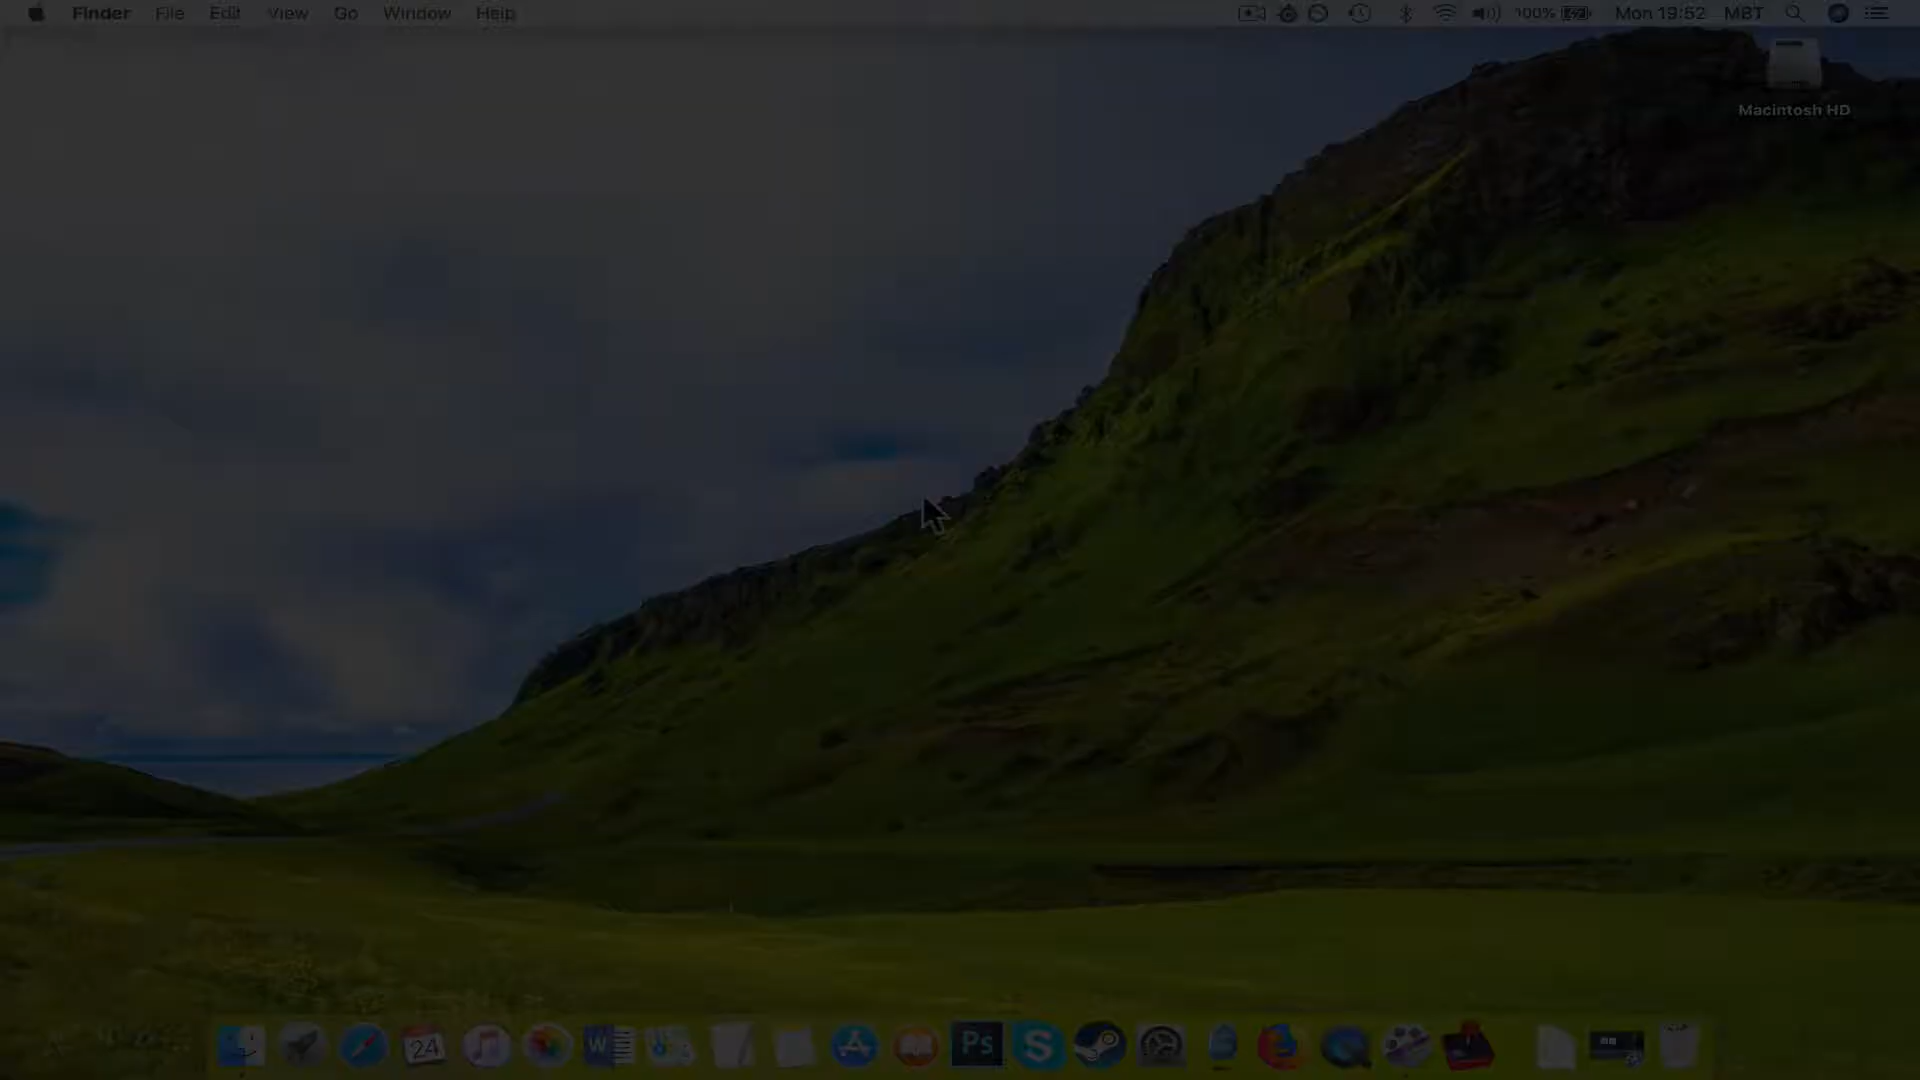 Finder File Edit View Go Window Help 100% Mon 19:52 MBT
Macintosh HD
24 W Ps S